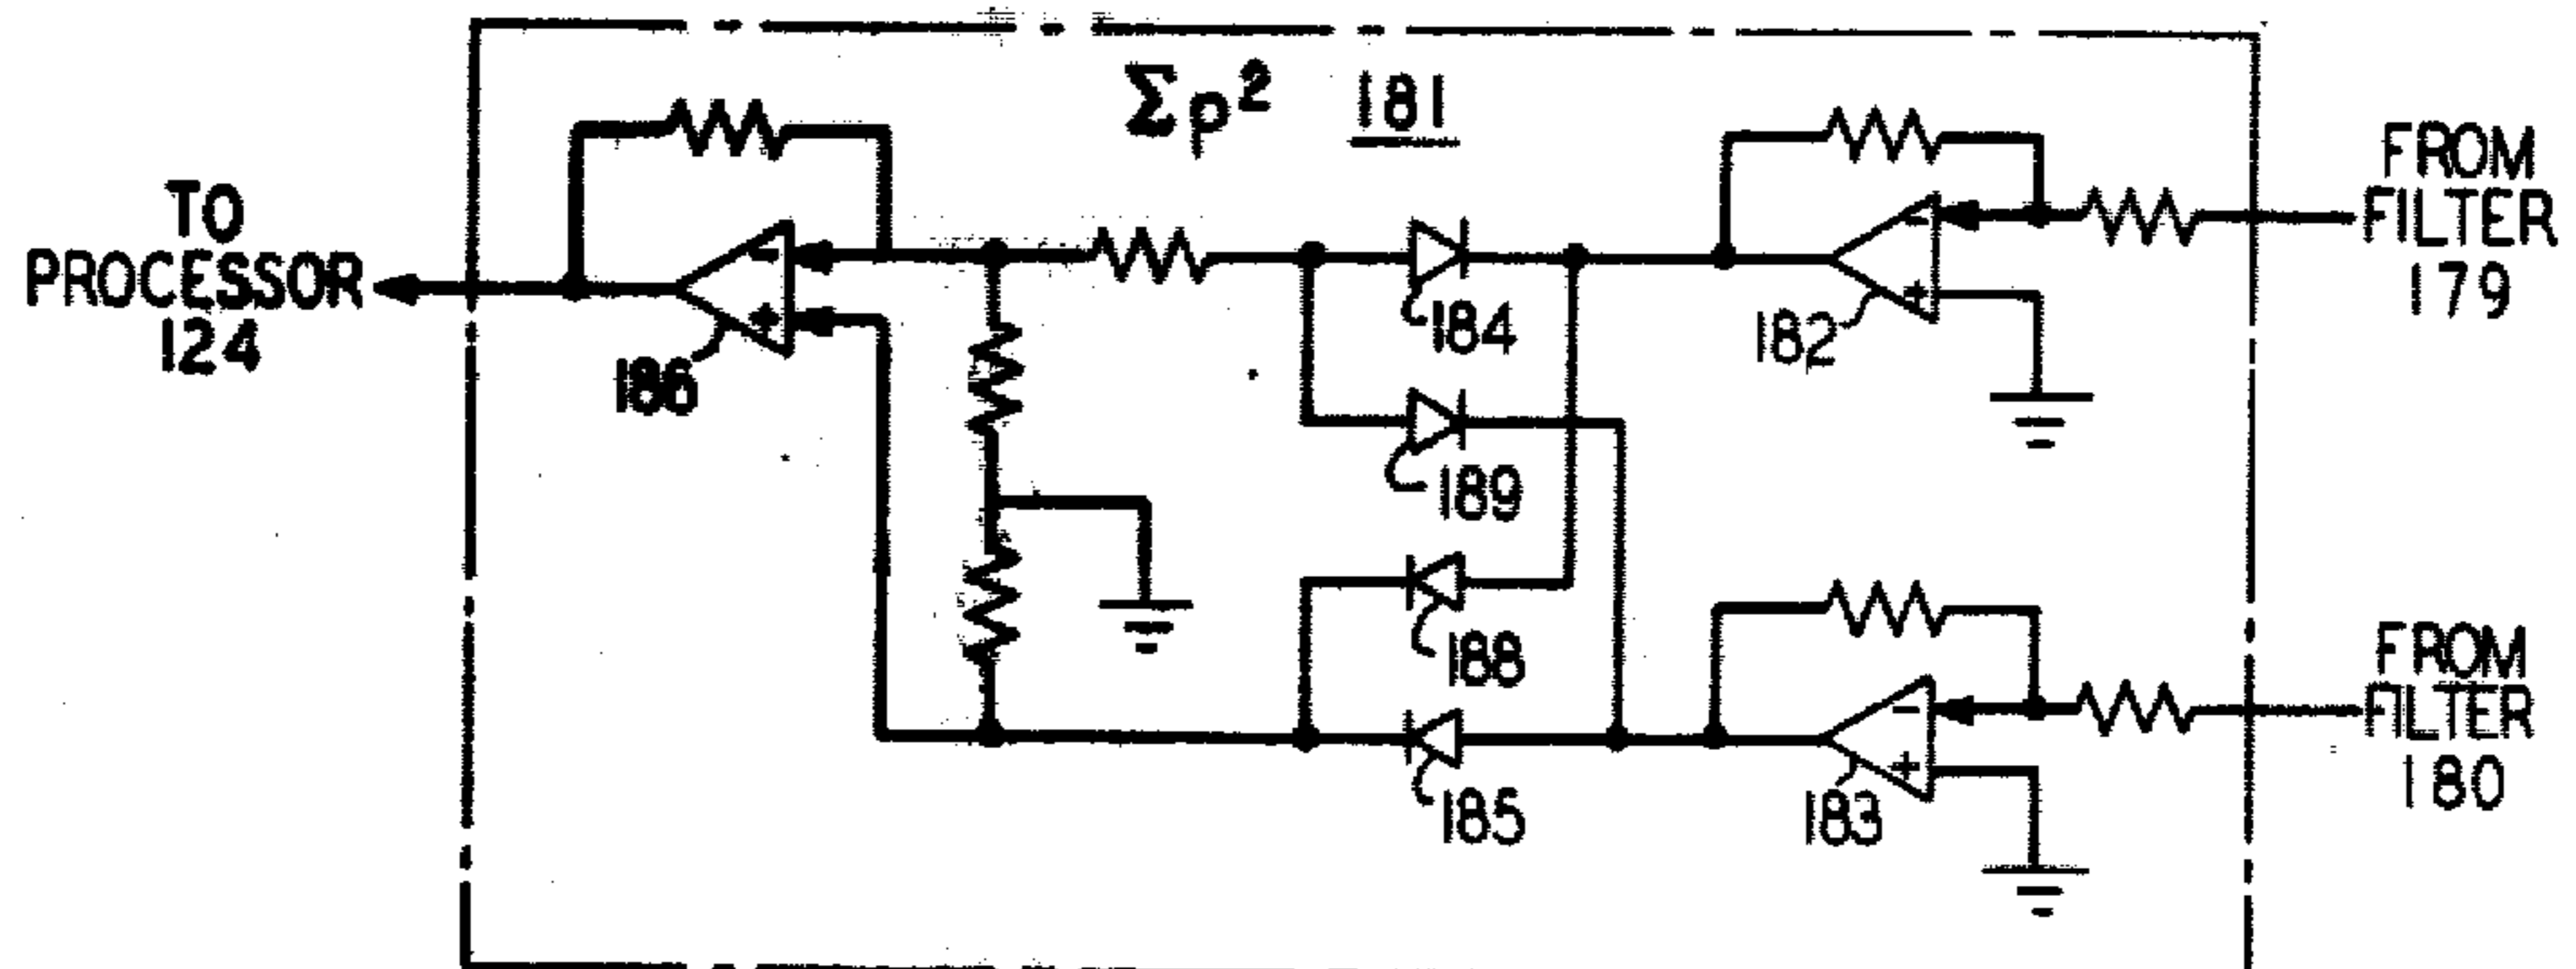 Σp² 181
TO
PROCESSOR
124
FROM
FILTER
179
FROM
FILTER
180
186
184
189
188
185
182
183
-
+
-
+
-
+